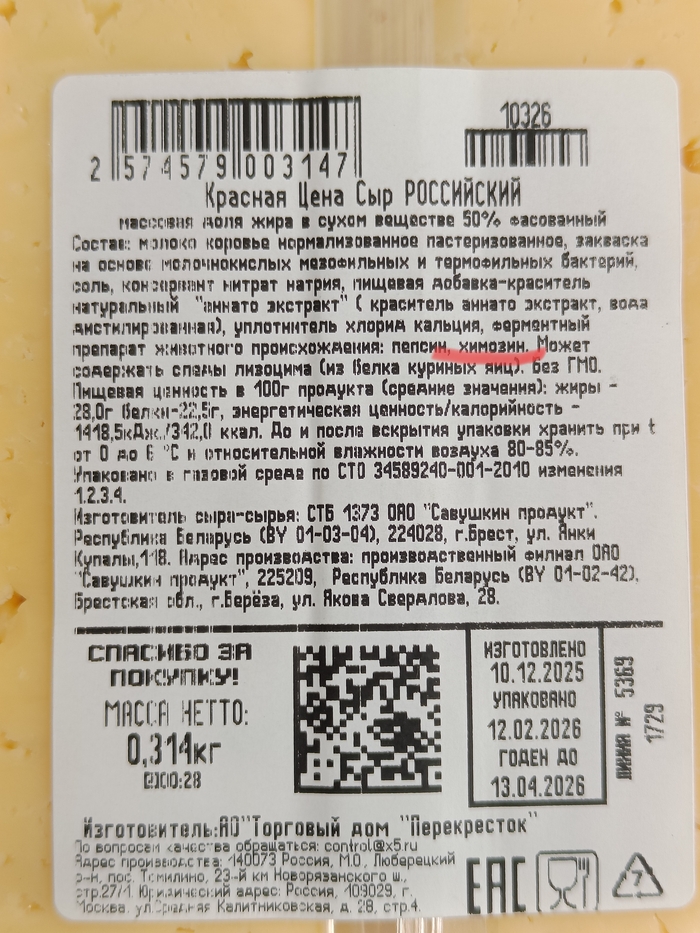 10326
2 574579 003147
Красная Цена Сыр РОССИЙСКИЙ
массовая доля жира в сухом веществе 50% фасованный
Состав: молоко коровье нормализованное пастеризованное, закваска
на основе молочнокислых мезофильных и термофильных бактерий,
соль, консервант нитрат натрия, пищевая добавка-краситель
натуральный "аннато экстракт" ( краситель аннато экстракт, вода
дистилированная), уплотнитель хлорид кальция, ферментный
препарат животного происхождения: пепсин, химозин. Может
содержать следы лизоцима (из белка куриных яиц). Без ГМО.
Пищевая ценность в 100г продукта (средние значения): жиры -
28,0г белки-22,5г, энергетическая ценность/калорийность -
1418,5кДж./342,0 ккал. До и после вскрытия упаковки хранить при t
от 0 до 6 °С и относительной влажности воздуха 80-85%.
Упаковано в газовой среде по СТО 34589240-001-2010 изменения
1.2.3.4.
Изготовитель сыра-сырья: СТБ 1373 ОАО "Савушкин продукт".
Республика Беларусь (BY 01-03-04), 224028, г.Брест, ул. Янки
Купалы,118. Адрес производства: производственный филиал ОАО
"Савушкин продукт", 225209, Республика Беларусь (BY 01-02-42).
Брестская обл., г.Берёза, ул. Якова Свердлова, 28.
СПАСИБО ЗА
ПОКУПКУ!
МАССА НЕТТО:
0,314кг
00:28
ИЗГОТОВЛЕНО
10.12.2025
УПАКОВАНО
12.02.2026
ГОДЕН ДО
13.04.2026
ЛИНИЯ № 5369
1729
Изготовитель:АО"Торговый дом "Перекресток"
По вопросам качества обращаться: control@x5.ru
Адрес производства: 140073 Россия, М.О., Люберецкий
р-н, пос. Томилино, 23-й км Новорязанского ш.,
стр.27/1. Юридический адрес: Россия, 109029, г.
Москва. ул.Средняя Калитниковская, д. 28, стр.4.
EAC
7